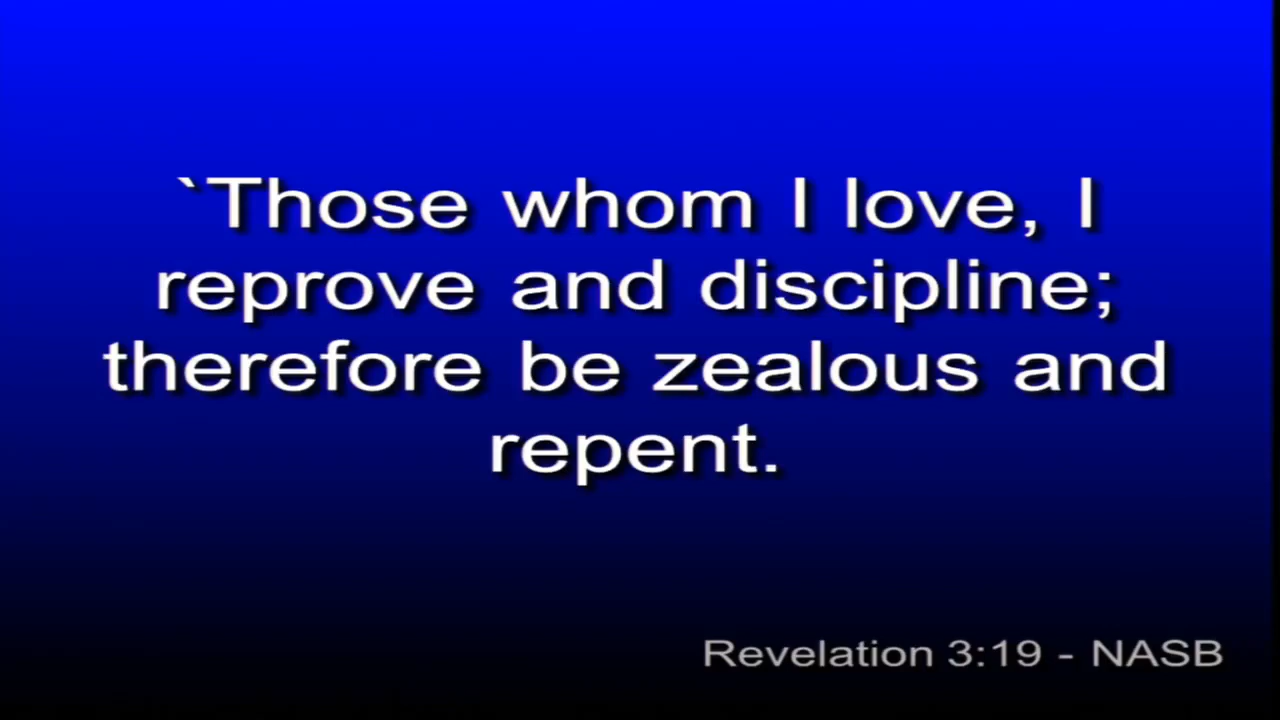 `Those whom I love, I
reprove and discipline;
therefore be zealous and
repent.
Revelation 3:19 - NASB